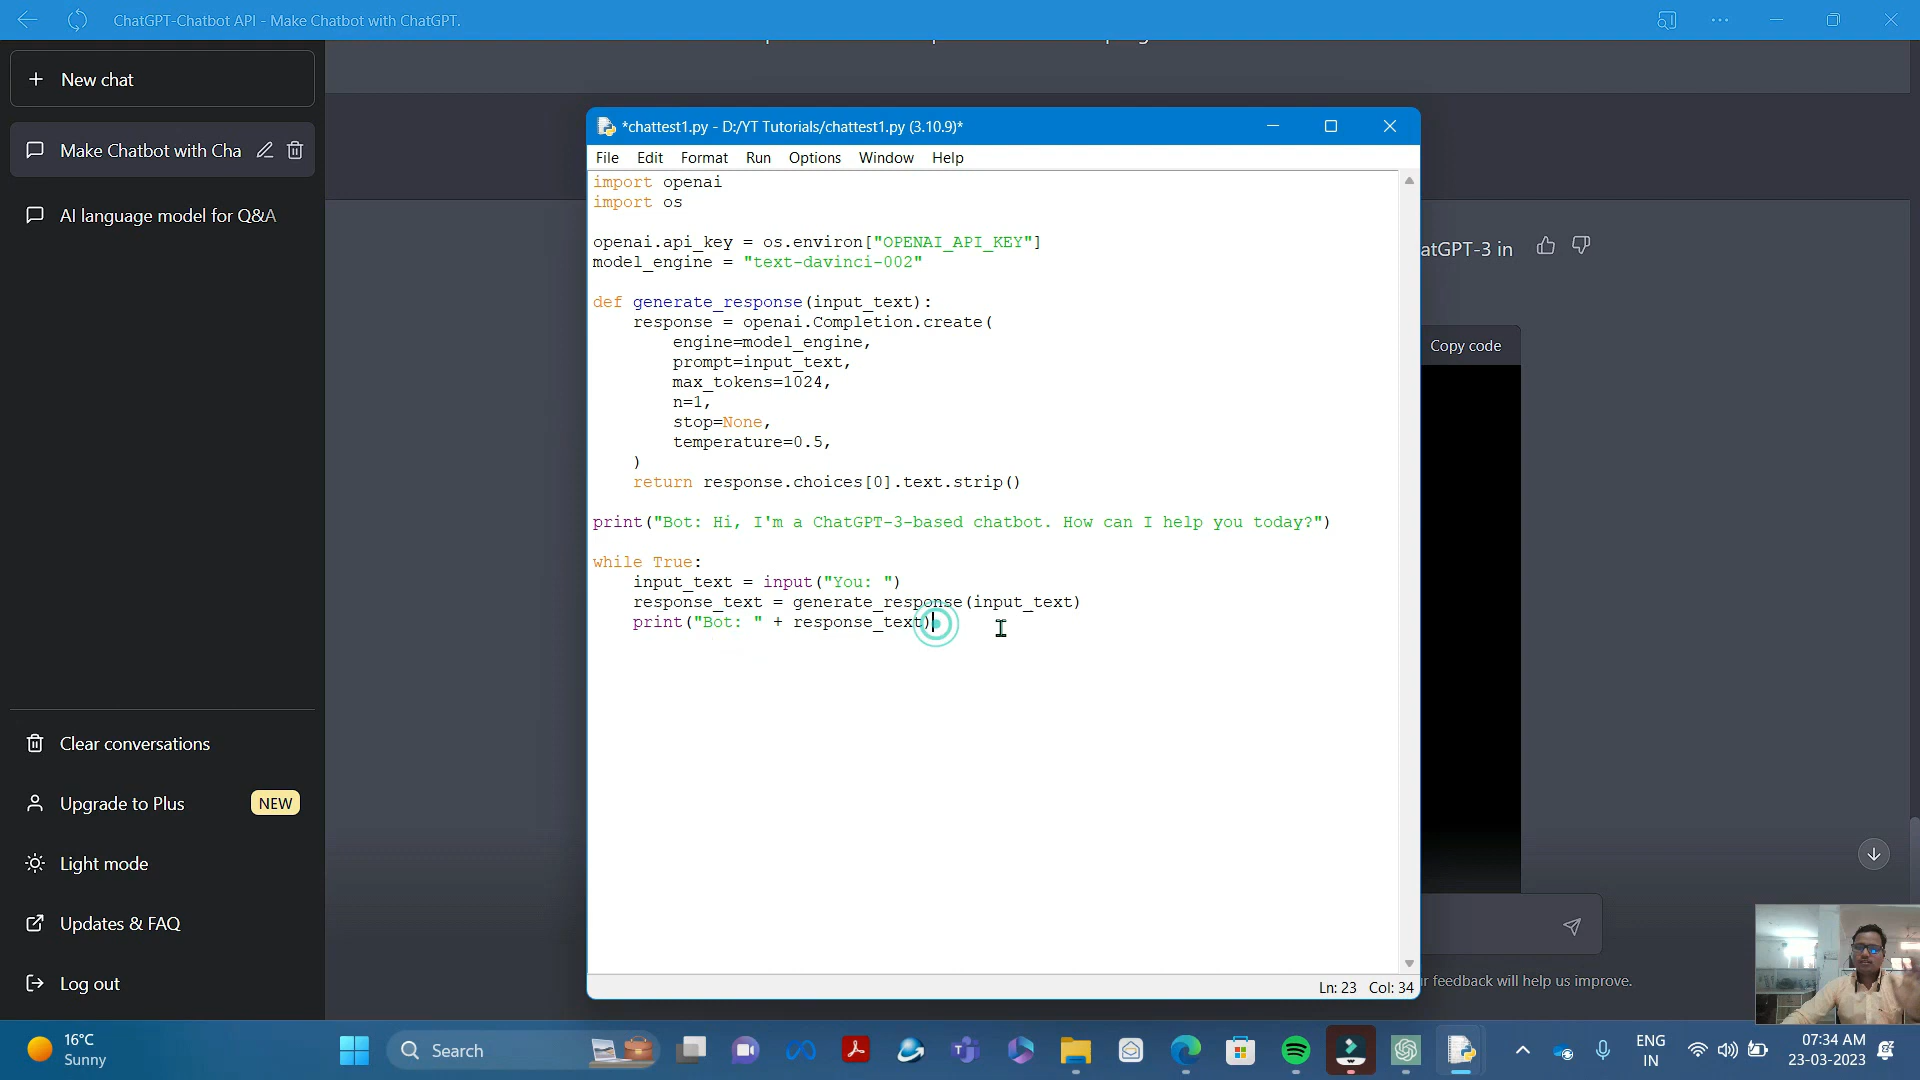 ChatGPT-Chatbot API - Make Chatbot with ChatGPT.
New chat
Make Chatbot with Cha
AI language model for Q&A
Clear conversations
Upgrade to Plus
NEW
Light mode
Updates & FAQ
Log out
*chattest1.py - D:/YT Tutorials/chattest1.py (3.10.9)*
File Edit Format Run Options Window Help
import openai
import os
openai.api_key = os.environ["OPENAI_API_KEY"]
model_engine = "text-davinci-002"
def generate_response(input_text):
    response = openai.Completion.create(
        engine=model_engine,
        prompt=input_text,
        max_tokens=1024,
        n=1,
        stop=None,
        temperature=0.5,
    )
    return response.choices[0].text.strip()
print("Bot: Hi, I'm a ChatGPT-3-based chatbot. How can I help you today?")
while True:
    input_text = input("You: ")
    response_text = generate_response(input_text)
    print("Bot: " + response_text)
Ln: 23 Col: 34
atGPT-3 in
Copy code
r feedback will help us improve.
16°C
Sunny
Search
ENG
IN
07:34 AM
23-03-2023